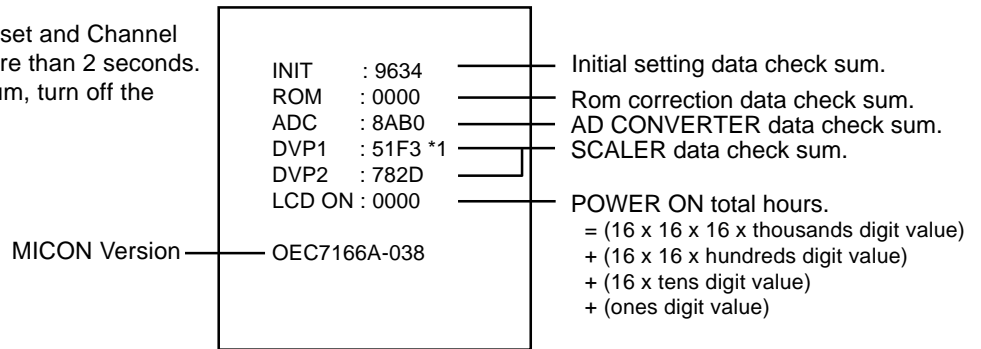 set and Channel
re than 2 seconds.
um, turn off the
INIT : 9634
ROM : 0000
ADC : 8AB0
DVP1 : 51F3 *1
DVP2 : 782D
LCD ON : 0000
OEC7166A-038
MICON Version
Initial setting data check sum.
Rom correction data check sum.
AD CONVERTER data check sum.
SCALER data check sum.
POWER ON total hours.
= (16 x 16 x 16 x thousands digit value)
+ (16 x 16 x hundreds digit value)
+ (16 x tens digit value)
+ (ones digit value)